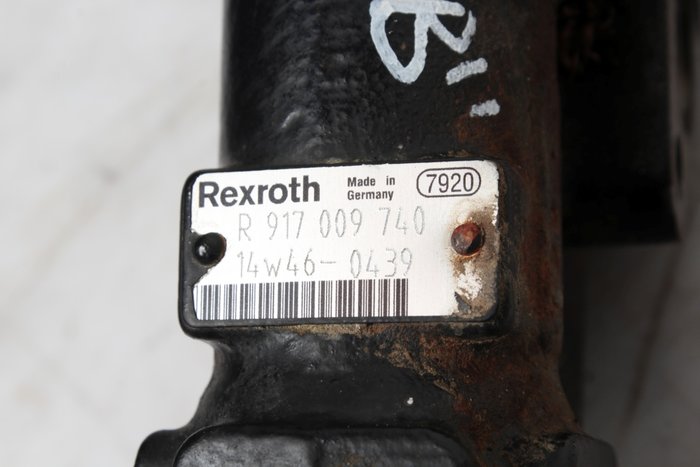 B"
Rexroth
Made in
Germany
7920
R 917 009 740
14w46-0439